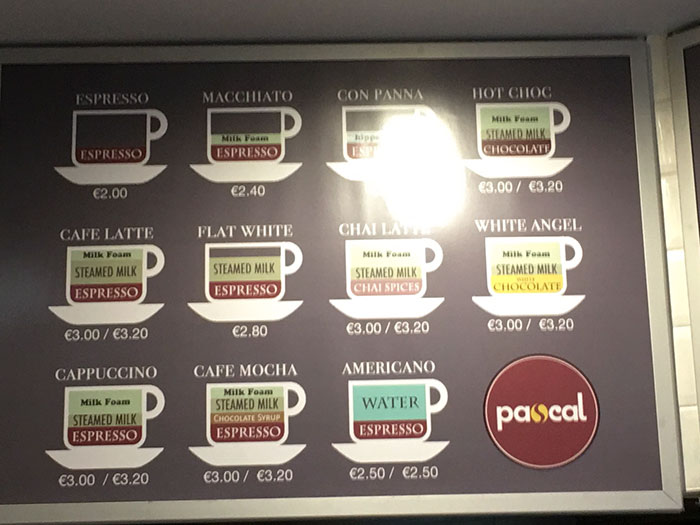 ESPRESSO
ESPRESSO
€2.00
MACCHIATO
Milk Foam
ESPRESSO
€2.40
CON PANNA
HOT CHOC
Milk Foam
STEAMED MILK
CHOCOLATE
€3.00 / €3.20
CAFE LATTE
Milk Foam
STEAMED MILK
ESPRESSO
€3.00 / €3.20
FLAT WHITE
STEAMED MILK
ESPRESSO
€2.80
CHAI LATTE
Milk Foam
STEAMED MILK
CHAI SPICES
€3.00 / €3.20
WHITE ANGEL
Milk Foam
STEAMED MILK
WHITE
CHOCOLATE
€3.00 / €3.20
CAPPUCCINO
Milk Foam
STEAMED MILK
ESPRESSO
€3.00 / €3.20
CAFE MOCHA
Milk Foam
STEAMED MILK
CHOCOLATE SYRUP
ESPRESSO
€3.00 / €3.20
AMERICANO
WATER
ESPRESSO
€2.50 / €2.50
pascal